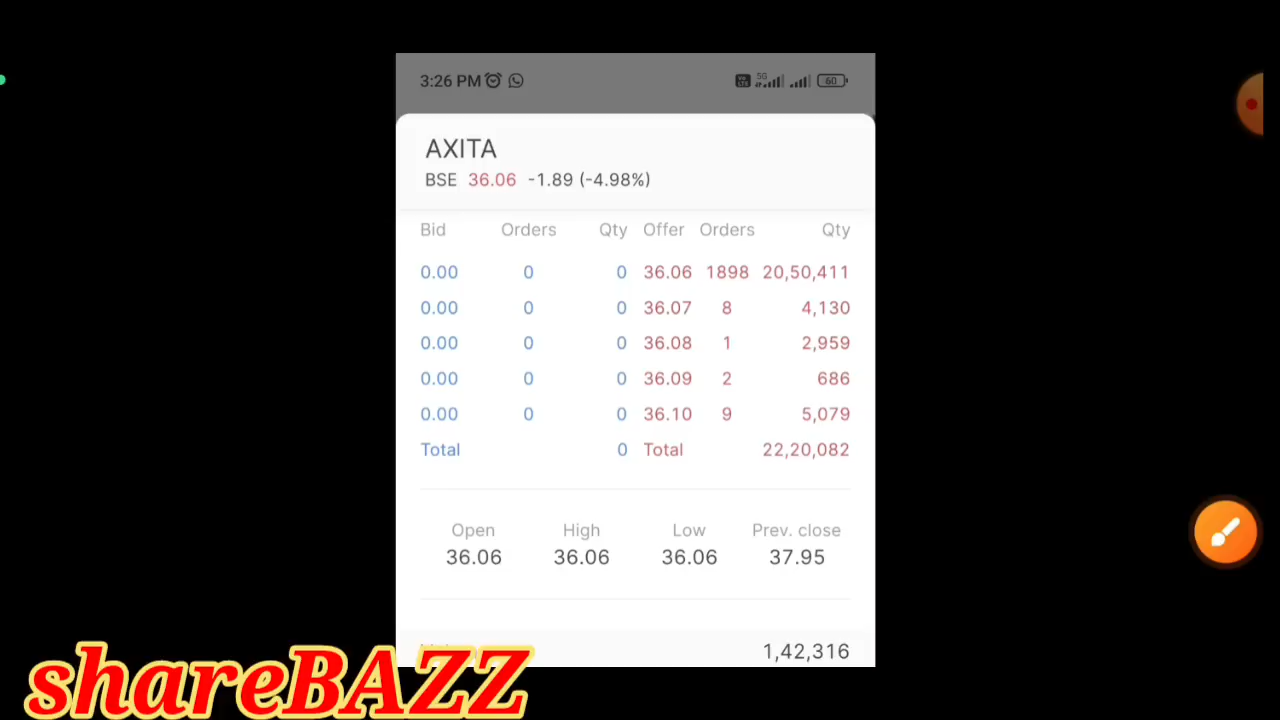 3:26 PM 5G 60
AXITA
BSE 36.06 -1.89 (-4.98%)
Bid Orders Qty Offer Orders Qty
0.00 0 0 36.06 1898 20,50,411
0.00 0 0 36.07 8 4,130
0.00 0 0 36.08 1 2,959
0.00 0 0 36.09 2 686
0.00 0 0 36.10 9 5,079
Total 0 Total 22,20,082
Open High Low Prev. close
36.06 36.06 36.06 37.95
1,42,316
shareBAZZ